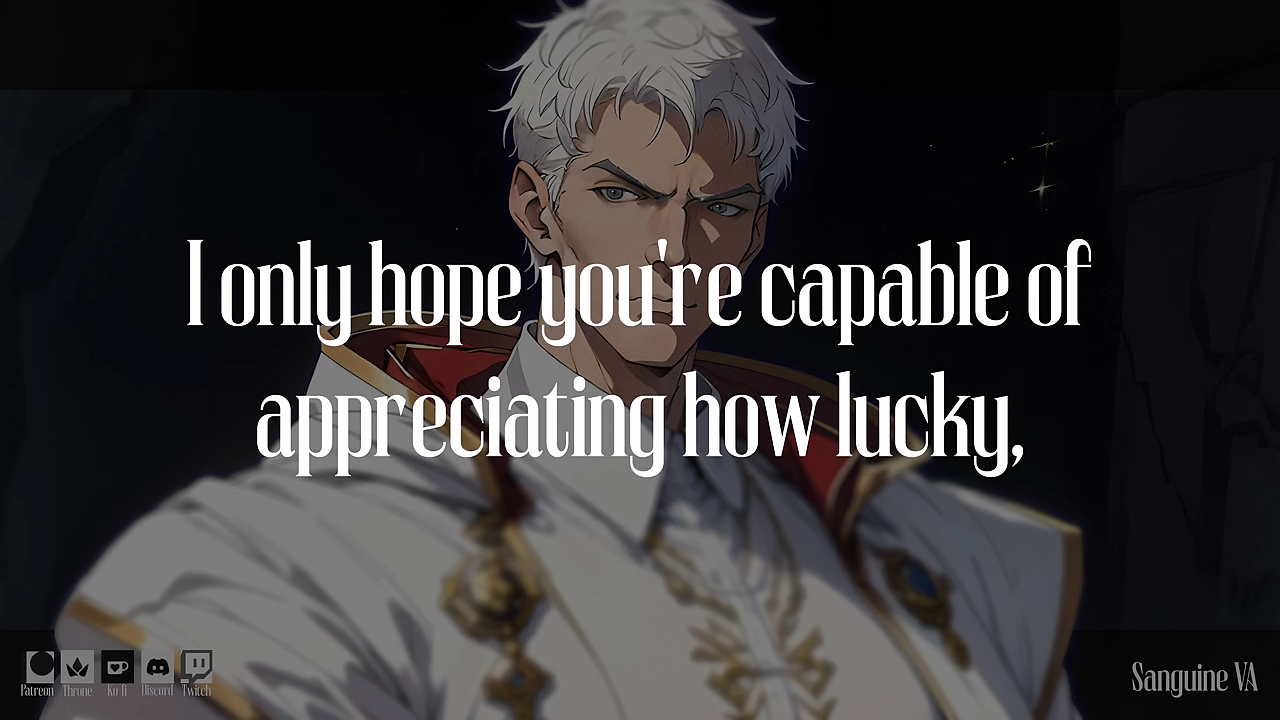 I only hope you're capable of
appreciating how lucky,
Patreon Throne Ko-fi Discord Twitch
Sanguine VA